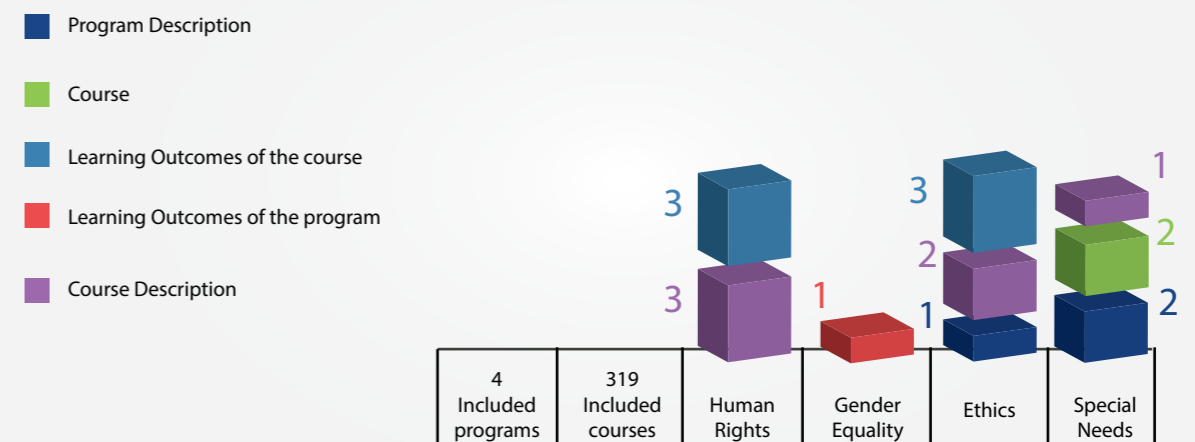 Program Description
Course
Learning Outcomes of the course
Learning Outcomes of the program
Course Description
3
3
1
3
2
1
1
2
2
4
Included
programs
319
Included
courses
Human
Rights
Gender
Equality
Ethics
Special
Needs